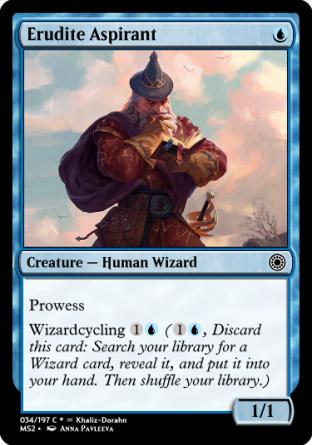 Erudite Aspirant
Creature — Human Wizard
Prowess
Wizardcycling 1 ( 1 , Discard
this card: Search your library for a
Wizard card, reveal it, and put it into
your hand. Then shuffle your library.)
1/1
034/197 C * ∞ Khaliz-Dorahn
MS2 • Anna Pavleeva